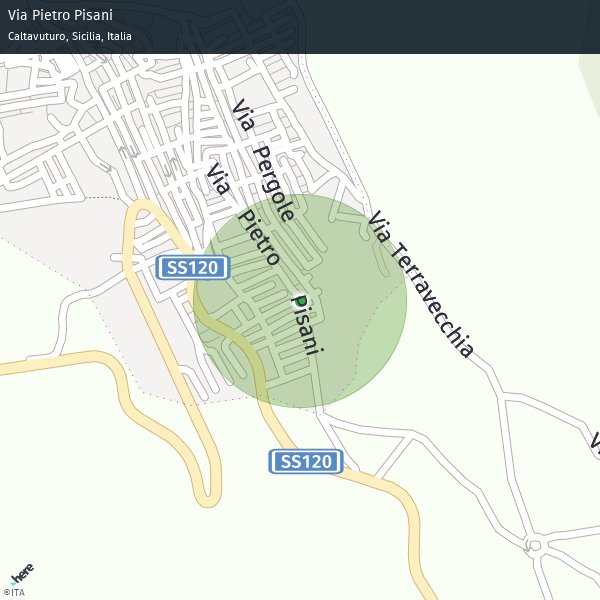 Via Pietro Pisani
Caltavuturo, Sicilia, Italia
Via Pergole
Via Pietro Pisani
Via Terravecchia
SS120
SS120
V
here
©ITA